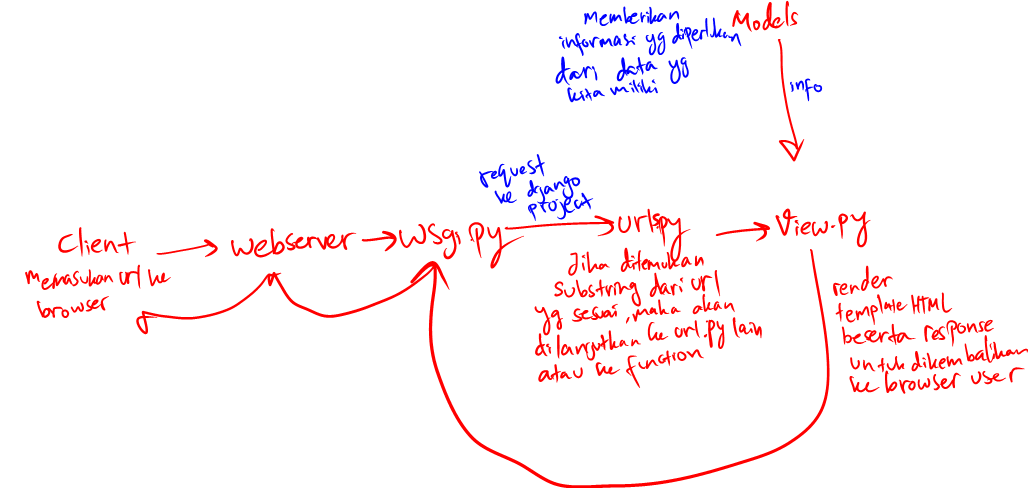 Memberikan
informasi yg diperlukan
dari data yg
kita miliki
Models
info
request
ke django
project
Client
memasukan url ke
browser
webserver
wsgi.py
urls.py
Jika ditemukan
substring dari url
yg sesuai, maka akan
dilanjutkan ke url.py lain
atau ke function
View.py
render
template HTML
beserta response
untuk dikembalikan
ke browser user